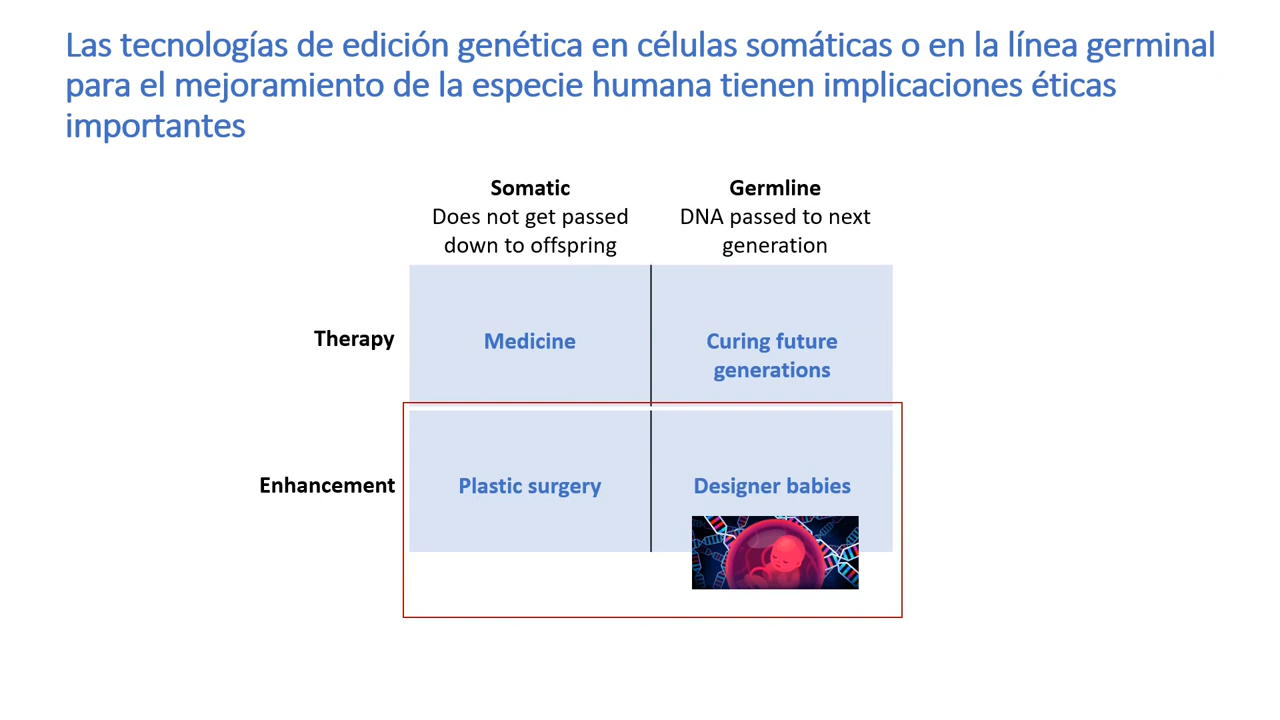 Las tecnologías de edición genética en células somáticas o en la línea germinal
para el mejoramiento de la especie humana tienen implicaciones éticas
importantes
Somatic
Does not get passed
down to offspring
Germline
DNA passed to next
generation
Therapy
Medicine
Curing future
generations
Enhancement
Plastic surgery
Designer babies